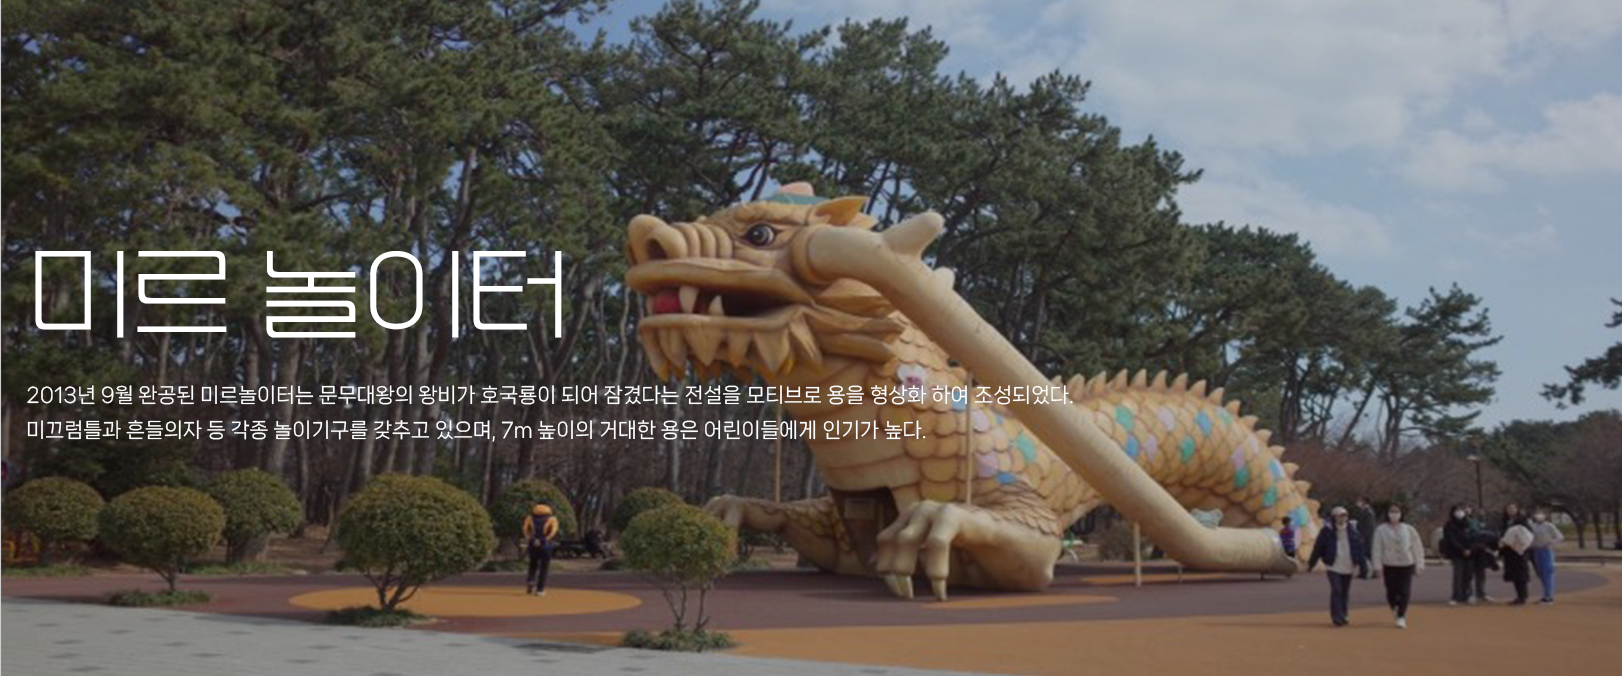 미르 놀이터
2013년 9월 완공된 미르놀이터는 문무대왕의 왕비가 호국룡이 되어 잠겼다는 전설을 모티브로 용을 형상화 하여 조성되었다.
미끄럼틀과 흔들의자 등 각종 놀이기구를 갖추고 있으며, 7m 높이의 거대한 용은 어린이들에게 인기가 높다.